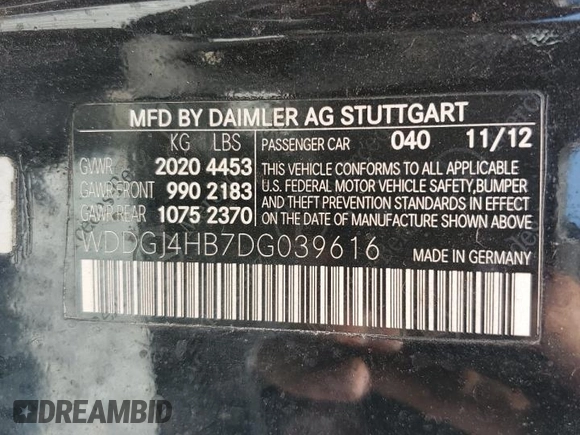 MFD BY DAIMLER AG STUTTGART
KG LBS
GVWR 2020 4453
GAWR FRONT 990 2183
GAWR REAR 1075 2370
PASSENGER CAR 040 11/12
THIS VEHICLE CONFORMS TO ALL APPLICABLE
U.S. FEDERAL MOTOR VEHICLE SAFETY, BUMPER
AND THEFT PREVENTION STANDARDS IN EFFECT
ON THE DATE OF MANUFACTURE SHOWN ABOVE.
WDDGJ4HB7DG039616
MADE IN GERMANY
DREAMBID